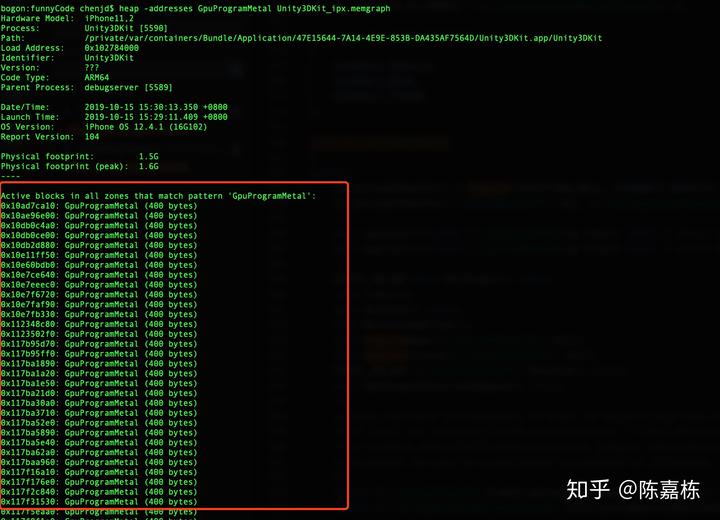 bogon:funnyCode chenjd$ heap -addresses GpuProgramMetal Unity3DKit_ipx.memgraph
Hardware Model:  iPhone11,2
Process:         Unity3DKit [5590]
Path:            /private/var/containers/Bundle/Application/47E15644-7A14-4E9E-853B-DA435AF7564D/Unity3DKit.app/Unity3DKit
Load Address:    0x102784000
Identifier:      Unity3DKit
Version:         ???
Code Type:       ARM64
Parent Process:  debugserver [5589]
Date/Time:       2019-10-15 15:30:13.350 +0800
Launch Time:     2019-10-15 15:29:11.409 +0800
OS Version:      iPhone OS 12.4.1 (16G102)
Report Version:  104
Physical footprint:         1.5G
Physical footprint (peak):  1.6G
----
Active blocks in all zones that match pattern 'GpuProgramMetal':
0x10ad7ca10: GpuProgramMetal (400 bytes)
0x10ae96e00: GpuProgramMetal (400 bytes)
0x10db0c4a0: GpuProgramMetal (400 bytes)
0x10db0ce00: GpuProgramMetal (400 bytes)
0x10db2d880: GpuProgramMetal (400 bytes)
0x10e11ff50: GpuProgramMetal (400 bytes)
0x10e60bdb0: GpuProgramMetal (400 bytes)
0x10e7ce640: GpuProgramMetal (400 bytes)
0x10e7eeec0: GpuProgramMetal (400 bytes)
0x10e7f6720: GpuProgramMetal (400 bytes)
0x10e7faf90: GpuProgramMetal (400 bytes)
0x10e7fb330: GpuProgramMetal (400 bytes)
0x112348c80: GpuProgramMetal (400 bytes)
0x1123502f0: GpuProgramMetal (400 bytes)
0x117b95d70: GpuProgramMetal (400 bytes)
0x117b95ff0: GpuProgramMetal (400 bytes)
0x117ba1890: GpuProgramMetal (400 bytes)
0x117ba1a20: GpuProgramMetal (400 bytes)
0x117ba1e50: GpuProgramMetal (400 bytes)
0x117ba21d0: GpuProgramMetal (400 bytes)
0x117ba30a0: GpuProgramMetal (400 bytes)
0x117ba3710: GpuProgramMetal (400 bytes)
0x117ba52e0: GpuProgramMetal (400 bytes)
0x117ba5890: GpuProgramMetal (400 bytes)
0x117ba5e40: GpuProgramMetal (400 bytes)
0x117ba62a0: GpuProgramMetal (400 bytes)
0x117baa960: GpuProgramMetal (400 bytes)
0x117f16a10: GpuProgramMetal (400 bytes)
0x117f176e0: GpuProgramMetal (400 bytes)
0x117f2c840: GpuProgramMetal (400 bytes)
0x117f31530: GpuProgramMetal (400 bytes)
0x117f5eaa0: GpuProgramMetal (400 bytes)
知乎 @陈嘉栋